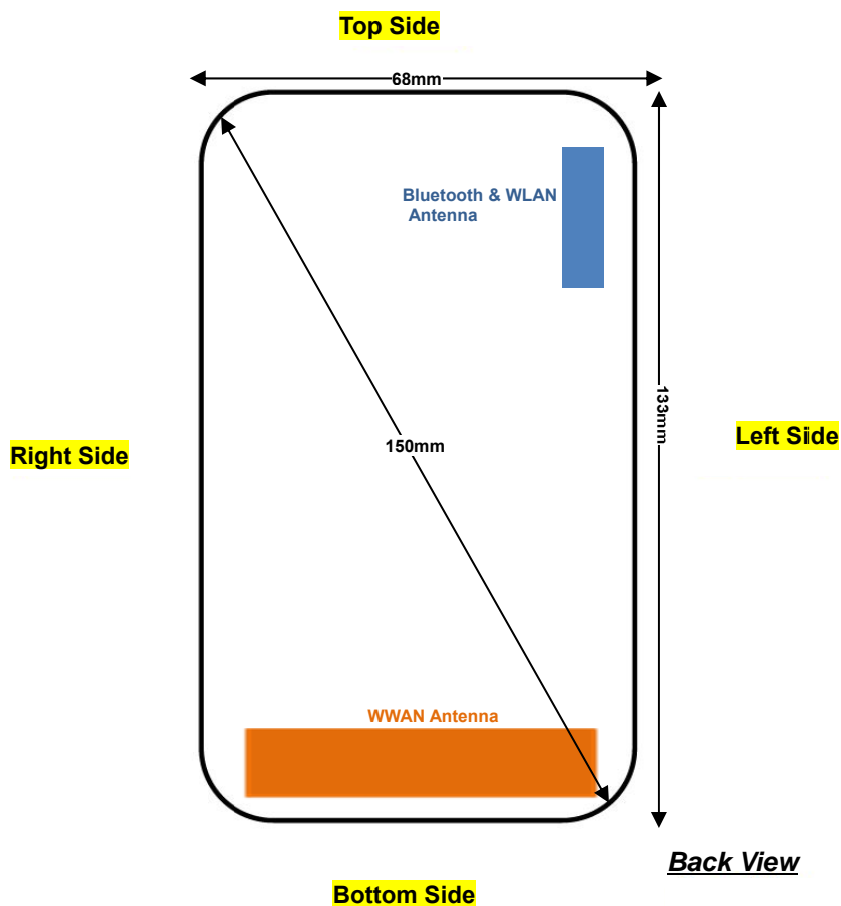 Top Side
68mm
Bluetooth & WLAN
Antenna
133mm
Left Side
150mm
Right Side
WWAN Antenna
Back View
Bottom Side